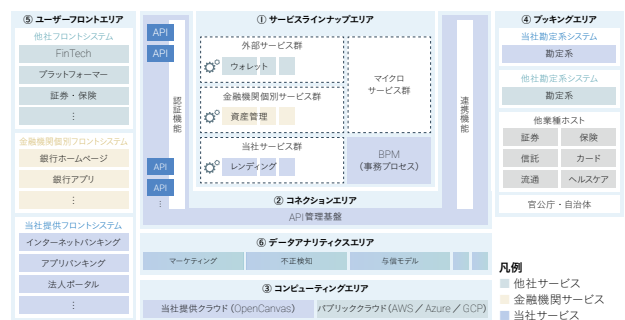 ⑤ ユーザーフロントエリア
他社フロントシステム
FinTech
プラットフォーマー
証券・保険
⋮
金融機関個別フロントシステム
銀行ホームページ
銀行アプリ
⋮
当社提供フロントシステム
インターネットバンキング
アプリバンキング
法人ポータル
⋮
API
API
API
API
⋮
認証機能
① サービスラインナップエリア
外部サービス群
ウォレット
金融機関個別サービス群
資産管理
当社サービス群
レンディング
マイクロ
サービス群
BPM
(事務プロセス)
連携機能
② コネクションエリア
API管理基盤
⑥ データアナリティクスエリア
マーケティング
不正検知
与信モデル
③ コンピューティングエリア
当社提供クラウド(OpenCanvas)
パブリッククラウド(AWS/Azure/GCP)
④ ブッキングエリア
当社勘定系システム
勘定系
他社勘定系システム
勘定系
他業種ホスト
証券
保険
信託
カード
流通
ヘルスケア
官公庁・自治体
凡例
他社サービス
金融機関サービス
当社サービス